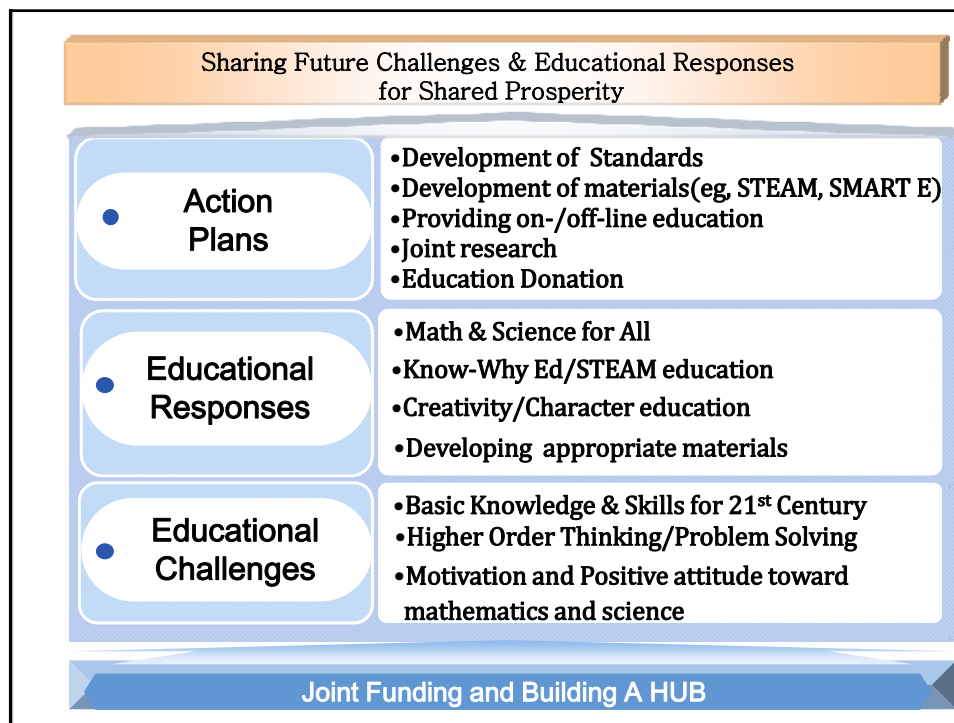 Sharing Future Challenges & Educational Responses
for Shared Prosperity
Action
Plans
•Development of Standards
•Development of materials(eg, STEAM, SMART E)
•Providing on-/off-line education
•Joint research
•Education Donation
Educational
Responses
•Math & Science for All
•Know-Why Ed/STEAM education
•Creativity/Character education
•Developing appropriate materials
Educational
Challenges
•Basic Knowledge & Skills for 21st Century
•Higher Order Thinking/Problem Solving
•Motivation and Positive attitude toward
mathematics and science
Joint Funding and Building A HUB